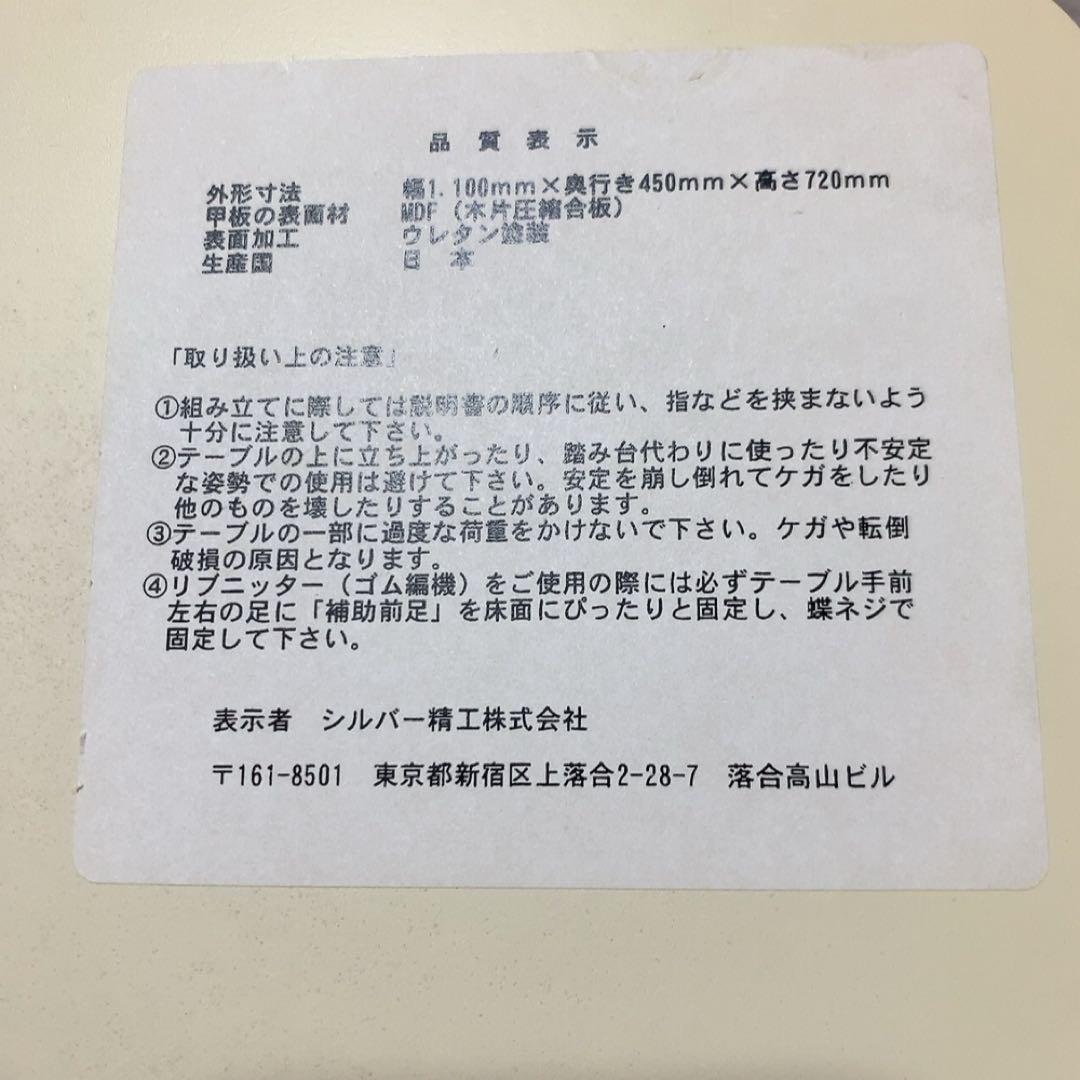 品質表示
外形寸法 幅1.100mm×奥行き450mm×高さ720mm
甲板の表面材 MDF(木片圧縮合板)
表面加工 ウレタン塗装
生産国 日本
「取り扱い上の注意」
①組み立てに際しては説明書の順序に従い、指などを挟まないよう
十分に注意して下さい。
②テーブルの上に立ち上がったり、踏み台代わりに使ったり不安定
な姿勢での使用は避けて下さい。安定を崩し倒れてケガをしたり
他のものを壊したりすることがあります。
③テーブルの一部に過度な荷重をかけないで下さい。ケガや転倒
破損の原因となります。
④リブニッター(ゴム編機)をご使用の際には必ずテーブル手前
左右の足に「補助前足」を床面にぴったりと固定し、蝶ネジで
固定して下さい。
表示者 シルバー精工株式会社
〒161-8501 東京都新宿区上落合2-28-7 落合高山ビル